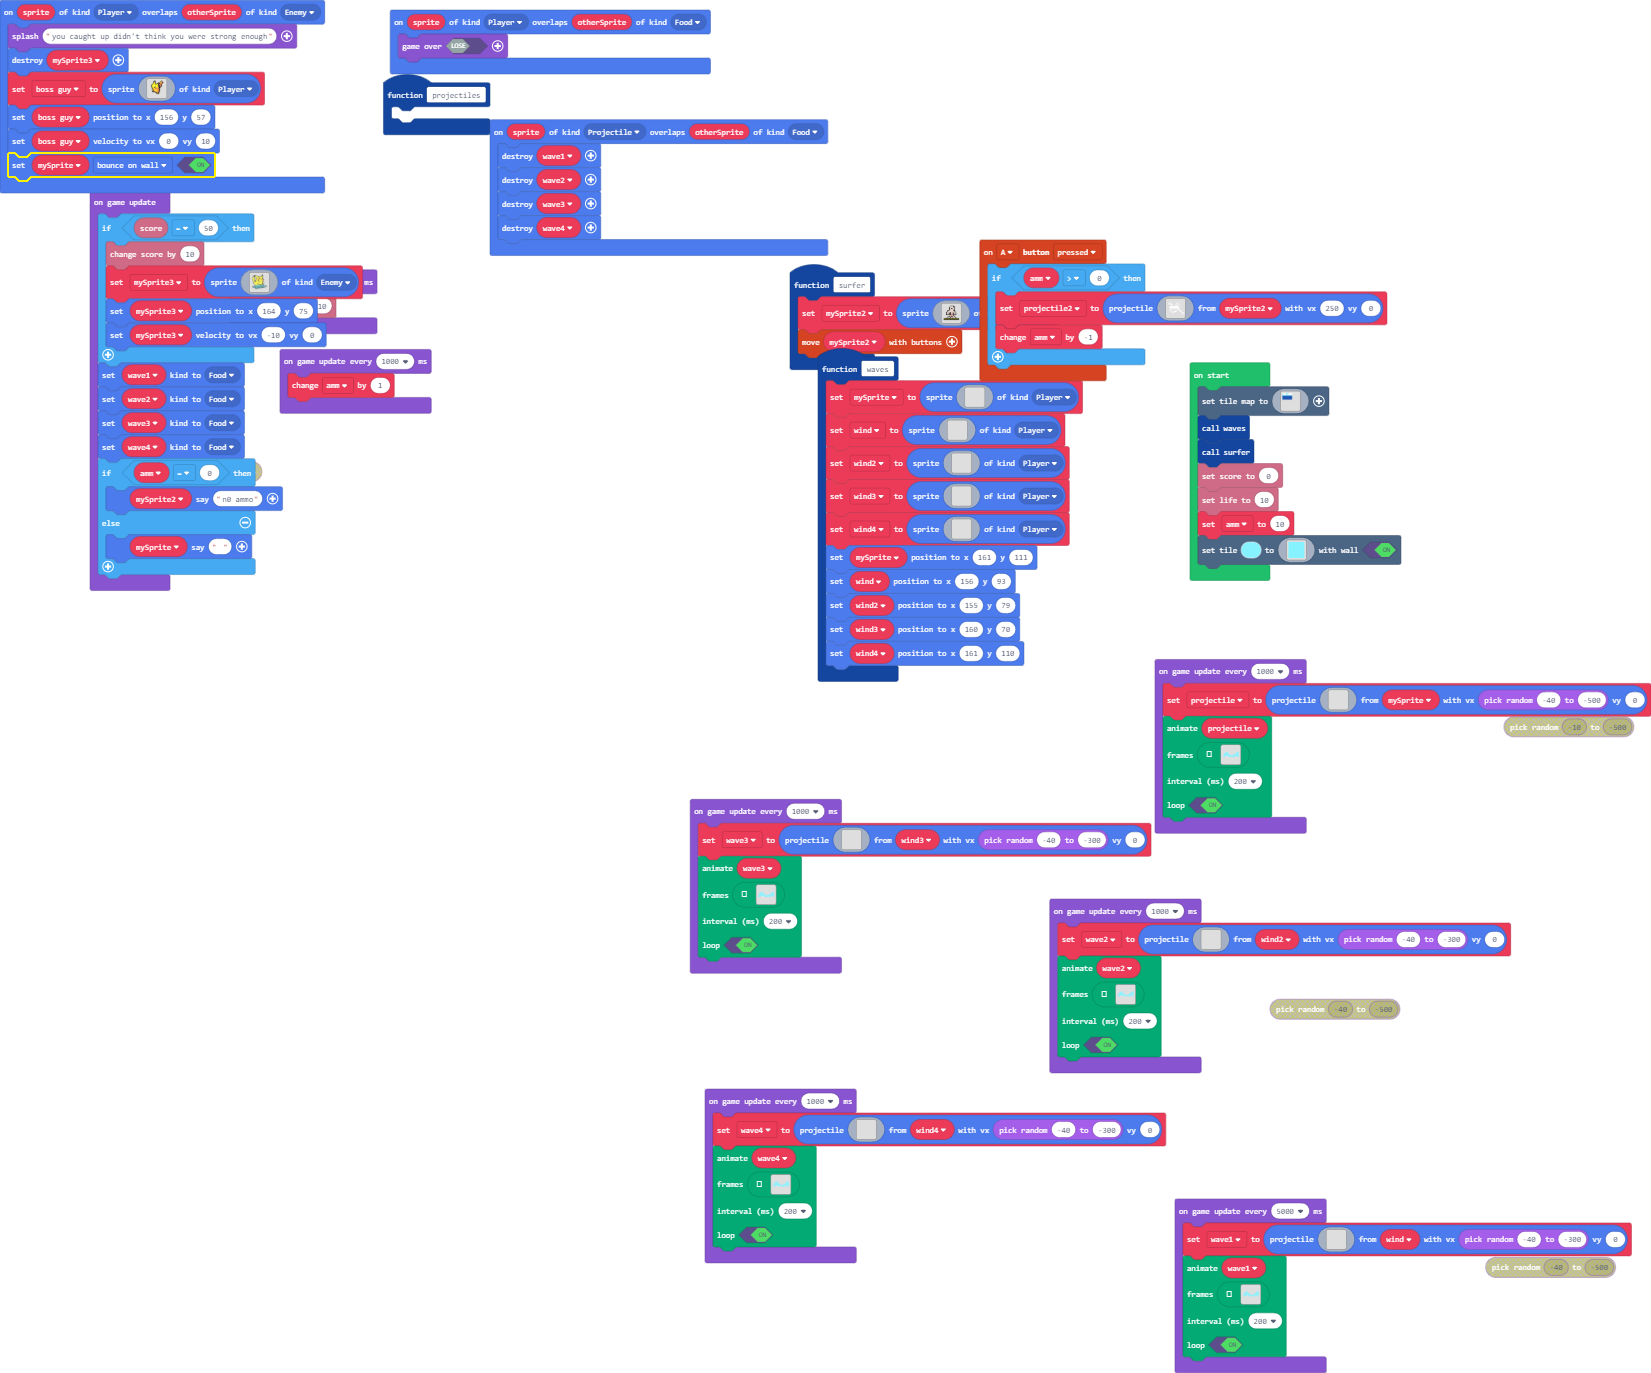 on sprite of kind Player overlaps otherSprite of kind Enemy
splash "you caught up didn't think you were strong enough"
destroy mySprite3
set boss guy to sprite of kind Player
set boss guy position to x 156 y 57
set boss guy velocity to vx 0 vy 10
set mySprite bounce on wall ON
on sprite of kind Player overlaps otherSprite of kind Food
game over LOSE
function projectiles
on sprite of kind Projectile overlaps otherSprite of kind Food
destroy wave1
destroy wave2
destroy wave3
destroy wave4
on game update
if score = 50 then
change score by 10
set mySprite3 to sprite of kind Enemy
ms
set mySprite3 position to x 164 y 75
10
set mySprite3 velocity to vx -10 vy 0
set wave1 kind to Food
set wave2 kind to Food
set wave3 kind to Food
set wave4 kind to Food
if amm = 0 then
mySprite2 say "n0 ammo"
else
mySprite say " "
on game update every 1000 ms
change amm by 1
function surfer
set mySprite2 to sprite
move mySprite2 with buttons
on A button pressed
if amm > 0 then
set projectile2 to projectile from mySprite2 with vx 250 vy 0
change amm by -1
function waves
set mySprite to sprite of kind Player
set wind to sprite of kind Player
set wind2 to sprite of kind Player
set wind3 to sprite of kind Player
set wind4 to sprite of kind Player
set mySprite position to x 161 y 111
set wind position to x 156 y 93
set wind2 position to x 155 y 79
set wind3 position to x 160 y 70
set wind4 position to x 161 y 110
on start
set tile map to
call waves
call surfer
set score to 0
set life to 10
set amm to 10
set tile to with wall ON
on game update every 1000 ms
set projectile to projectile from mySprite with vx pick random -40 to -500 vy 0
pick random -10 to -500
animate projectile
frames
interval (ms) 200
loop ON
on game update every 1000 ms
set wave3 to projectile from wind3 with vx pick random -40 to -300 vy 0
animate wave3
frames
interval (ms) 200
loop ON
on game update every 1000 ms
set wave2 to projectile from wind2 with vx pick random -40 to -300 vy 0
animate wave2
frames
pick random -40 to -500
interval (ms) 200
loop ON
on game update every 1000 ms
set wave4 to projectile from wind4 with vx pick random -40 to -300 vy 0
animate wave4
frames
interval (ms) 200
loop ON
on game update every 5000 ms
set wave1 to projectile from wind with vx pick random -40 to -300 vy 0
pick random -40 to -500
animate wave1
frames
interval (ms) 200
loop ON